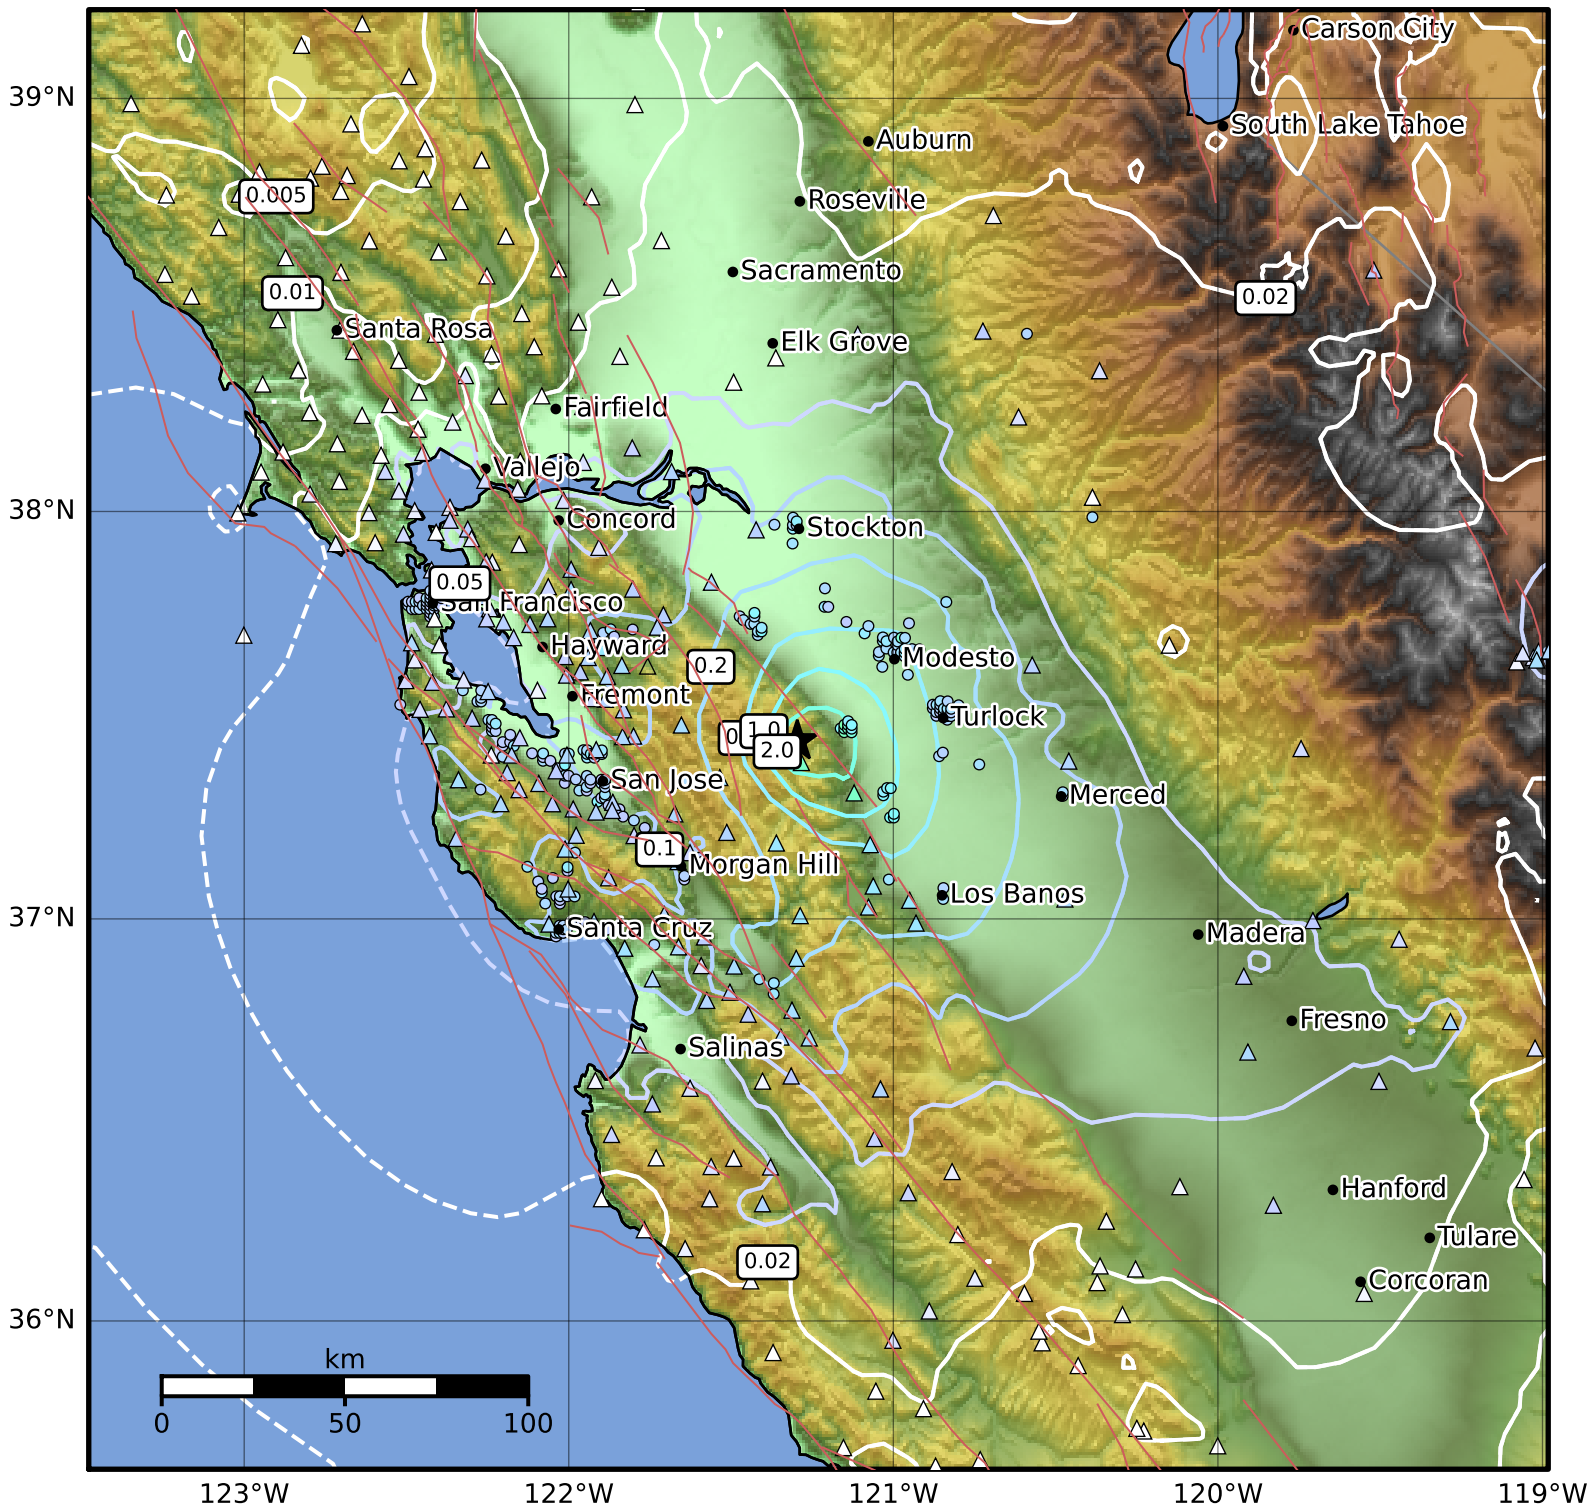 Carson City
39°N
South Lake Tahoe
Auburn
0.005
Roseville
Sacramento
0.01
0.02
Santa Rosa
Elk Grove
Fairfield
Vallejo
38°N
Concord
Stockton
0.05
San Francisco
Hayward
Modesto
0.2
Fremont
Turlock
1.0
2.0
San Jose
Merced
0.1
Morgan Hill
Los Banos
37°N
Santa Cruz
Madera
Fresno
Salinas
Hanford
Tulare
0.02
Corcoran
36°N
km
0 50 100
123°W 122°W 121°W 120°W 119°W